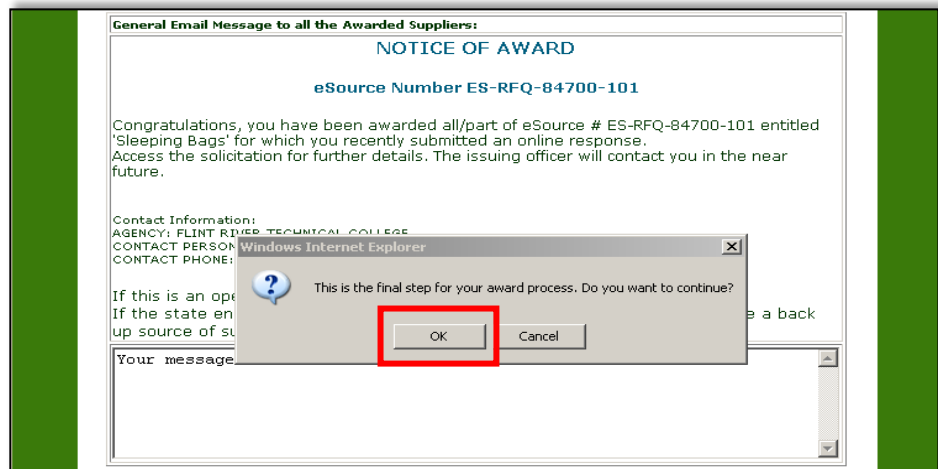 General Email Message to all the Awarded Suppliers:
NOTICE OF AWARD
eSource Number ES-RFQ-84700-101
Congratulations, you have been awarded all/part of eSource # ES-RFQ-84700-101 entitled
'Sleeping Bags' for which you recently submitted an online response.
Access the solicitation for further details. The issuing officer will contact you in the near
future.
Contact Information:
AGENCY: FLINT RIVER TECHNICAL COLLEGE
CONTACT PERSON
Windows Internet Explorer
CONTACT PHONE:
This is the final step for your award process. Do you want to continue?
If this is an ope
If the state en
e a back
up source of su
OK Cancel
Your message